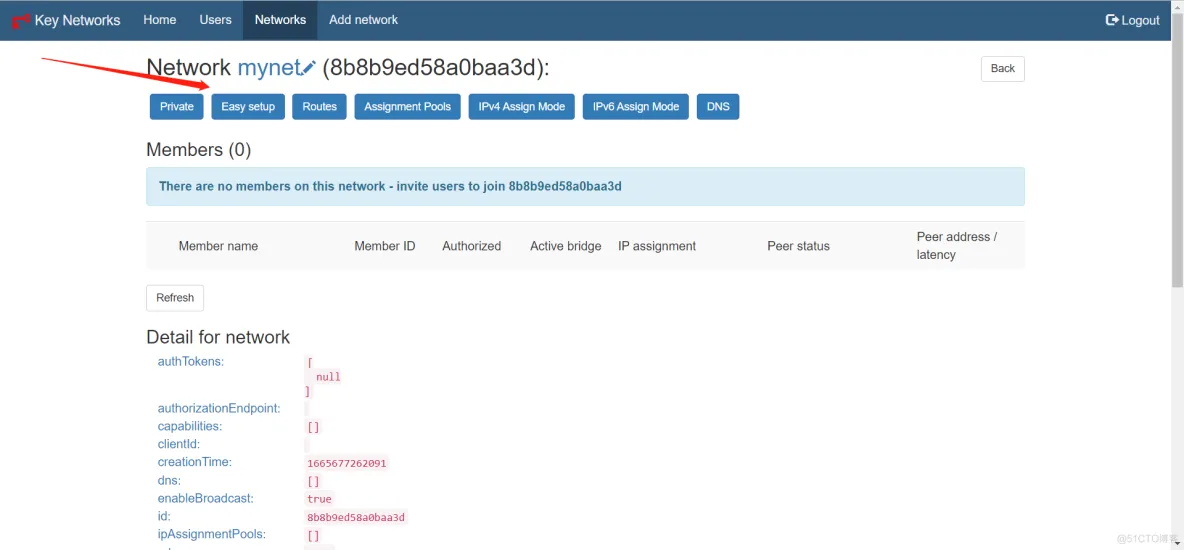 Key Networks Home Users Networks Add network Logout
Network mynet (8b8b9ed58a0baa3d):
Back
Private Easy setup Routes Assignment Pools IPv4 Assign Mode IPv6 Assign Mode DNS
Members (0)
There are no members on this network - invite users to join 8b8b9ed58a0baa3d
Member name Member ID Authorized Active bridge IP assignment Peer status Peer address / latency
Refresh
Detail for network
authTokens: [
null
]
authorizationEndpoint:
capabilities: []
clientId:
creationTime: 1665677262091
dns: []
enableBroadcast: true
id: 8b8b9ed58a0baa3d
ipAssignmentPools: []
@51CTO博客